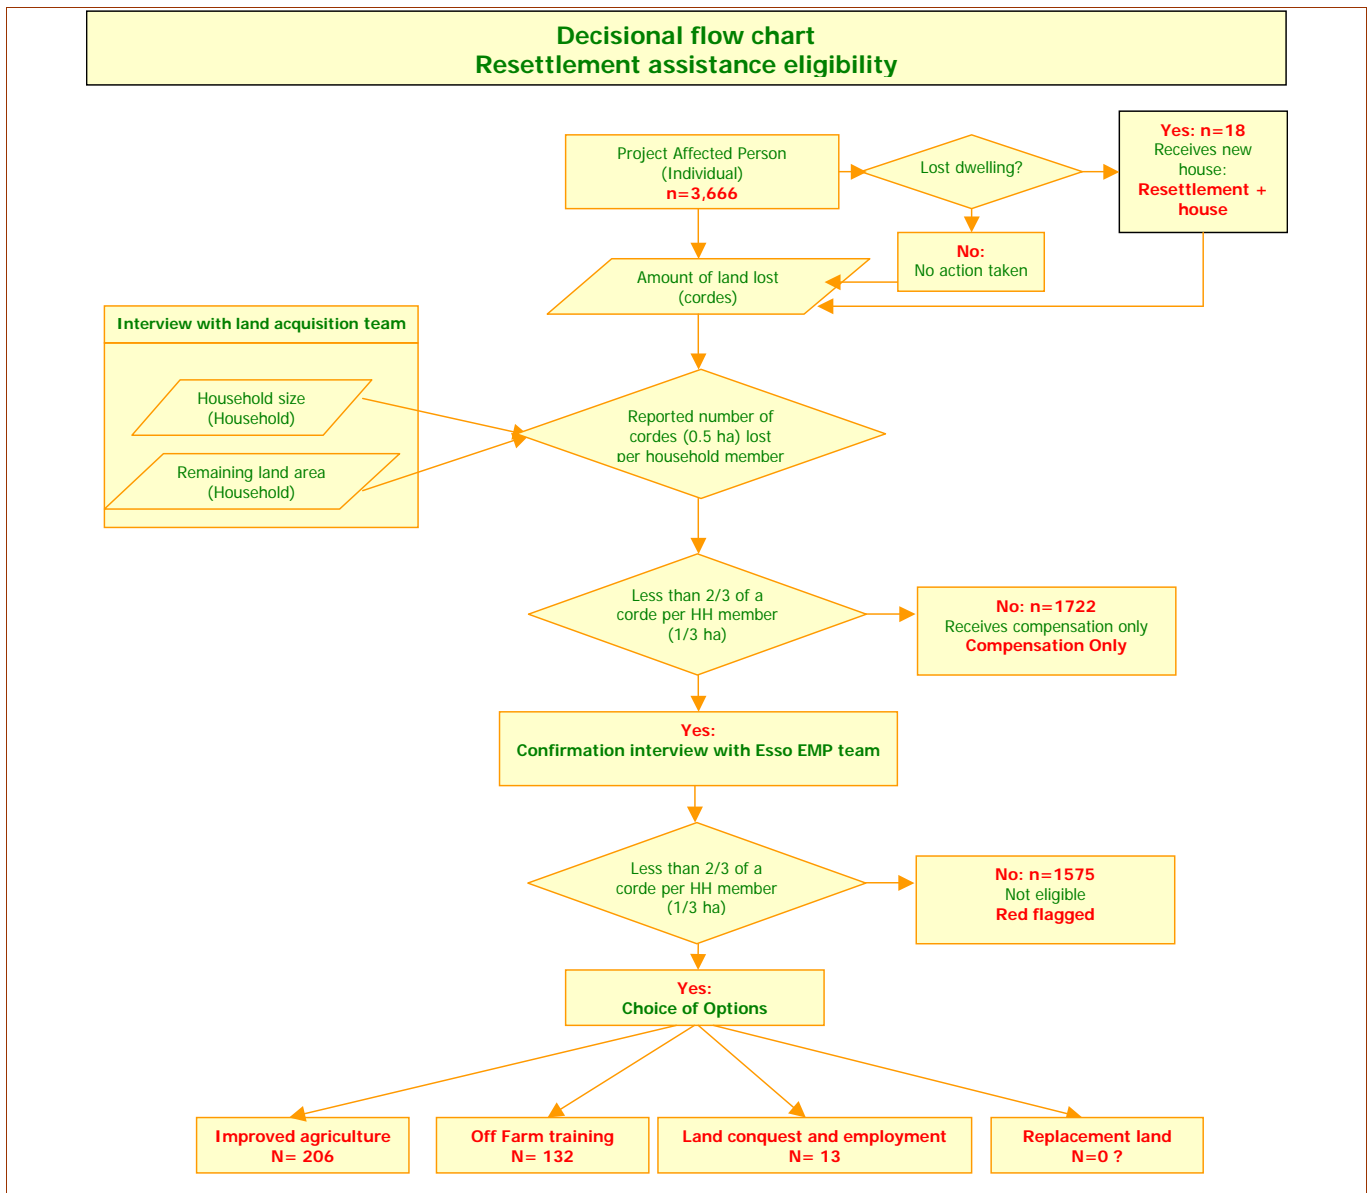 Decisional flow chart
Resettlement assistance eligibility
Project Affected Person
(Individual)
n=3,666
Lost dwelling?
Yes: n=18
Receives new
house:
Resettlement +
house
No:
No action taken
Amount of land lost
(cordes)
Interview with land acquisition team
Household size
(Household)
Remaining land area
(Household)
Reported number of
cordes (0.5 ha) lost
per household member
Less than 2/3 of a
corde per HH member
(1/3 ha)
No: n=1722
Receives compensation only
Compensation Only
Yes:
Confirmation interview with Esso EMP team
Less than 2/3 of a
corde per HH member
(1/3 ha)
No: n=1575
Not eligible
Red flagged
Yes:
Choice of Options
Improved agriculture
N= 206
Off Farm training
N= 132
Land conquest and employment
N= 13
Replacement land
N=0 ?